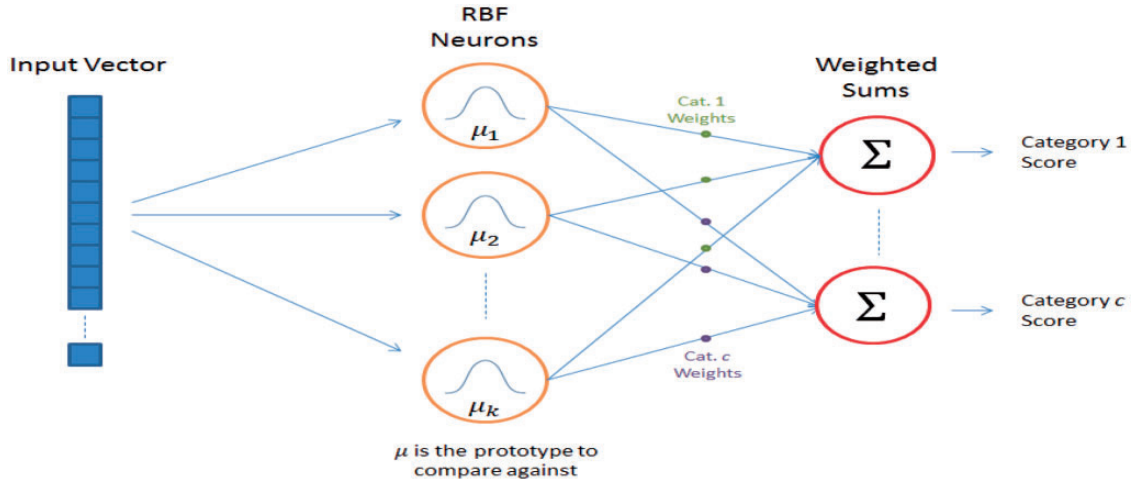 RBF
Neurons
Input Vector
Weighted
Sums
Cat. 1
Weights
μ₁
Σ
Category 1
Score
μ₂
Σ
Category c
Score
Cat. c
Weights
μₖ
μ is the prototype to
compare against